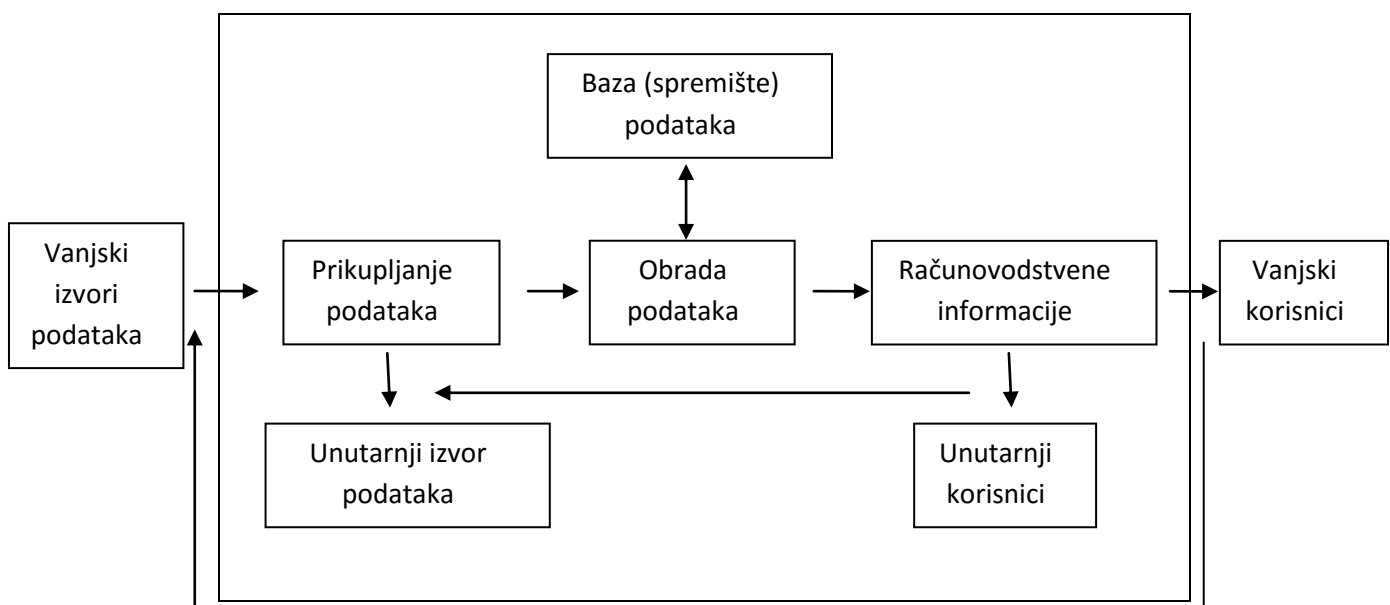 Baza (spremište)
podataka
Vanjski
izvori
podataka
Prikupljanje
podataka
Obrada
podataka
Računovodstvene
informacije
Vanjski
korisnici
Unutarnji izvor
podataka
Unutarnji
korisnici